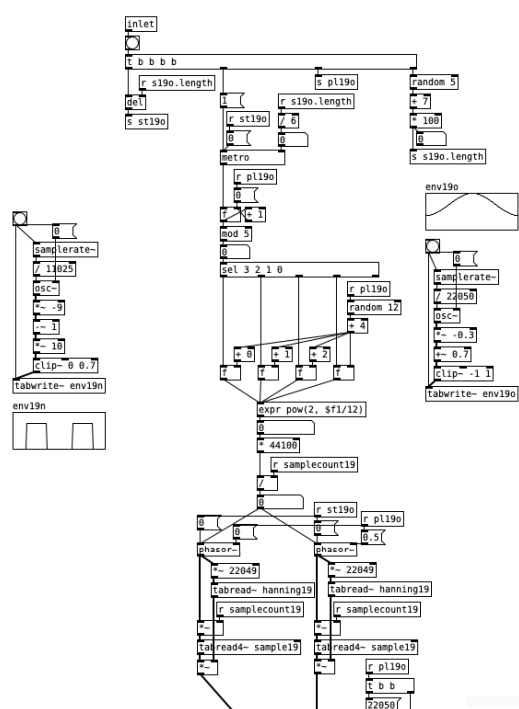 inlet
t b b b b
r s19o.length
s pl19o
random 5
del
1
r s19o.length
+ 7
s st19o
r st19o
/ 6
* 100
0
0
0
metro
s s19o.length
r pl19o
0
env19o
f
+ 1
mod 5
0
0
samplerate~
sel 3 2 1 0
0
/ 11025
samplerate~
osc~
r pl19o
/ 22050
*~ -9
random 12
osc~
-~ 1
+ 4
*~ -0.3
*~ 10
+ 0
+ 1
+ 2
+~ 0.7
clip~ 0 0.7
f
f
f
f
clip~ -1 1
tabwrite~ env19n
tabwrite~ env19o
env19n
expr pow(2, $f1/12)
0
* 44100
r samplecount19
/
0
r st19o
0
r pl19o
0
0
0.5
phasor~
phasor~
*~ 22049
*~ 22049
tabread~ hanning19
tabread~ hanning19
r samplecount19
r samplecount19
*~
*~
tabread4~ sample19
tabread4~ sample19
*~
*~
r pl19o
t b b
22050